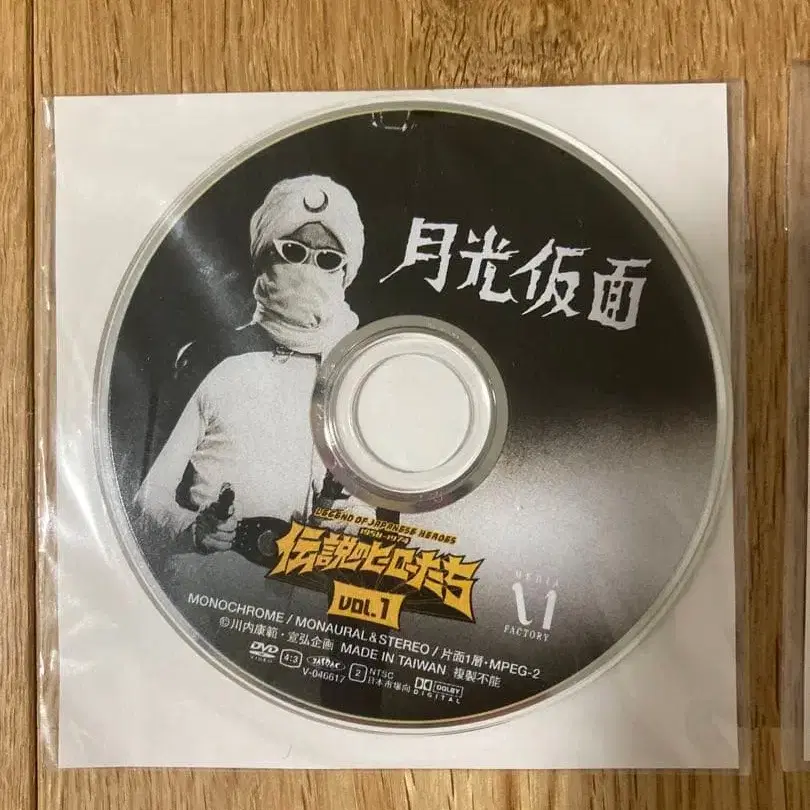 月光仮面
LEGEND OF JAPANESE HEROES
1958-1974
伝説のヒーローたち
VOL.1
MEDIA
FACTORY
MONOCHROME / MONAURAL & STEREO / 片面1層・MPEG-2
©川内康範・宣弘企画 MADE IN TAIWAN 複製不能
DVD
VIDEO
4:3
JASRAC
V-046617
2
NTSC
日本市場向
DOLBY
DIGITAL